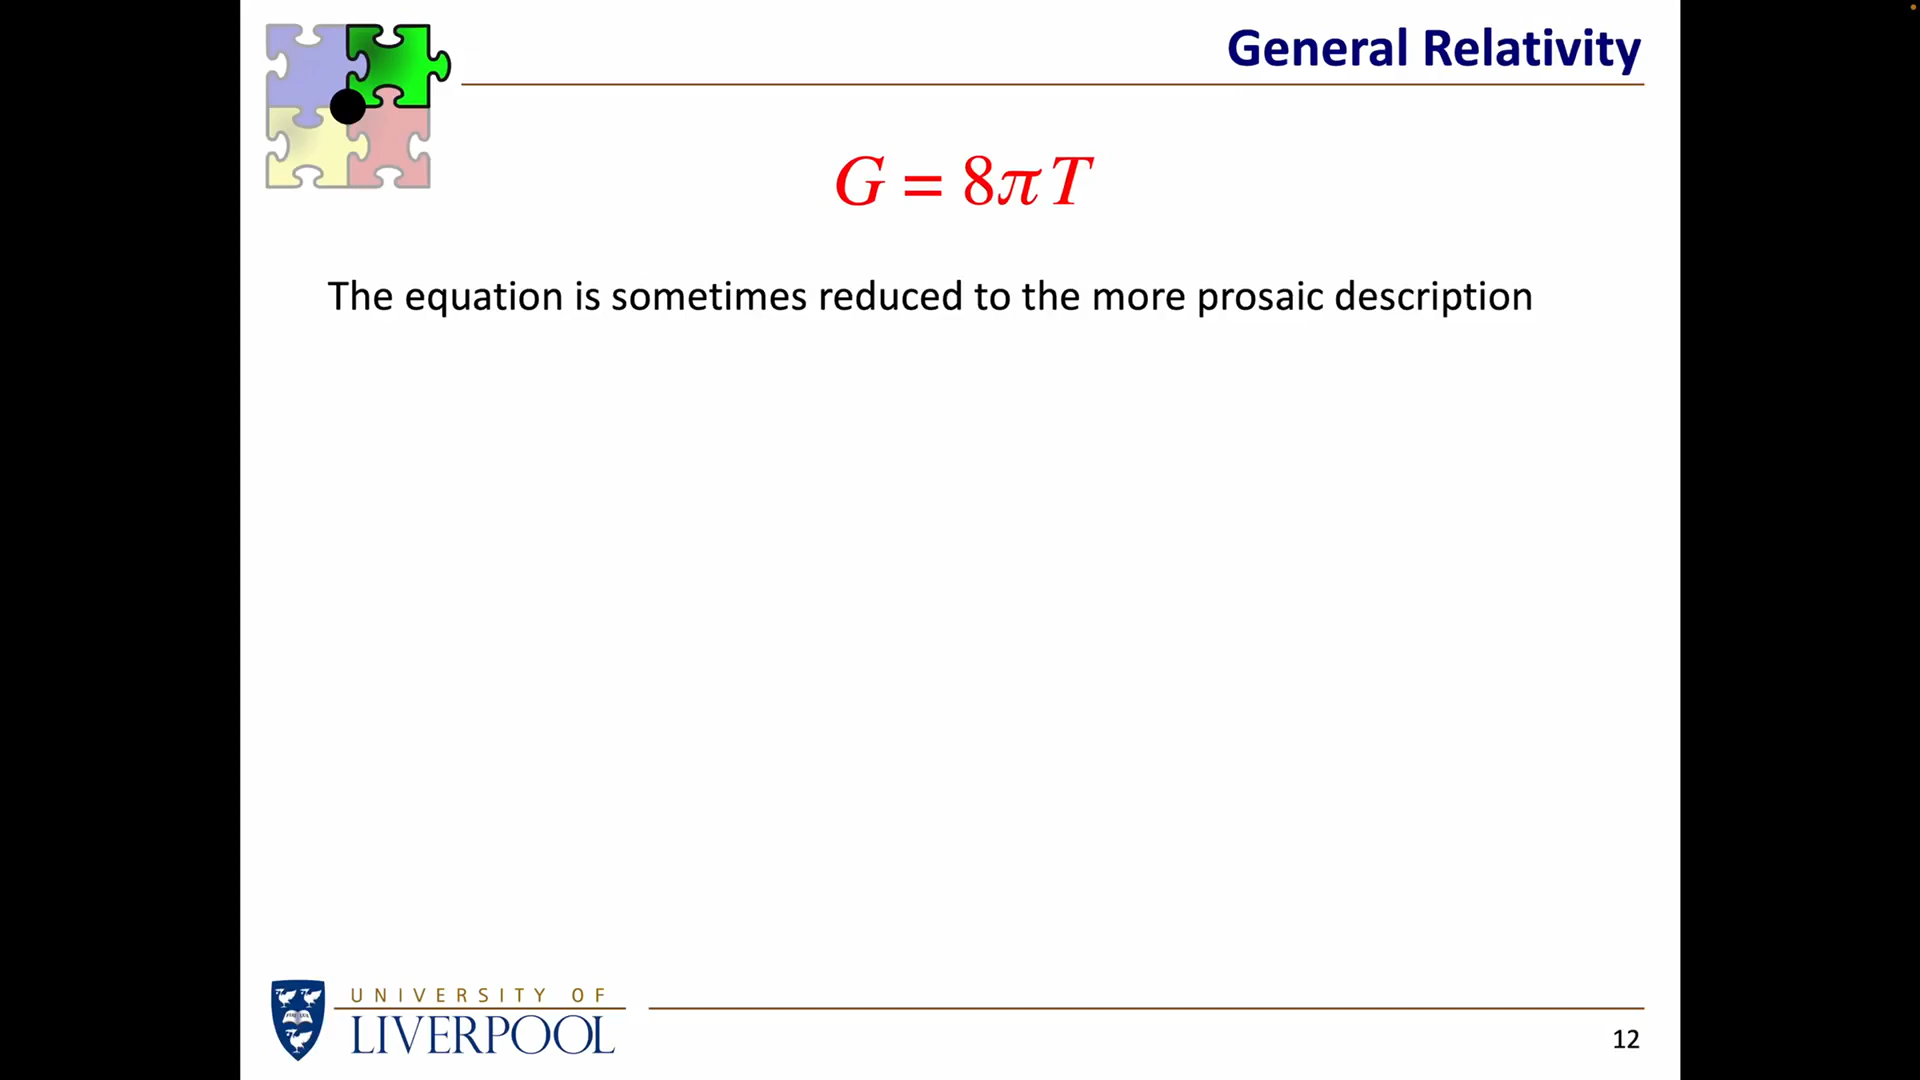 General Relativity
G = 8πT
The equation is sometimes reduced to the more prosaic description
UNIVERSITY OF
LIVERPOOL
12